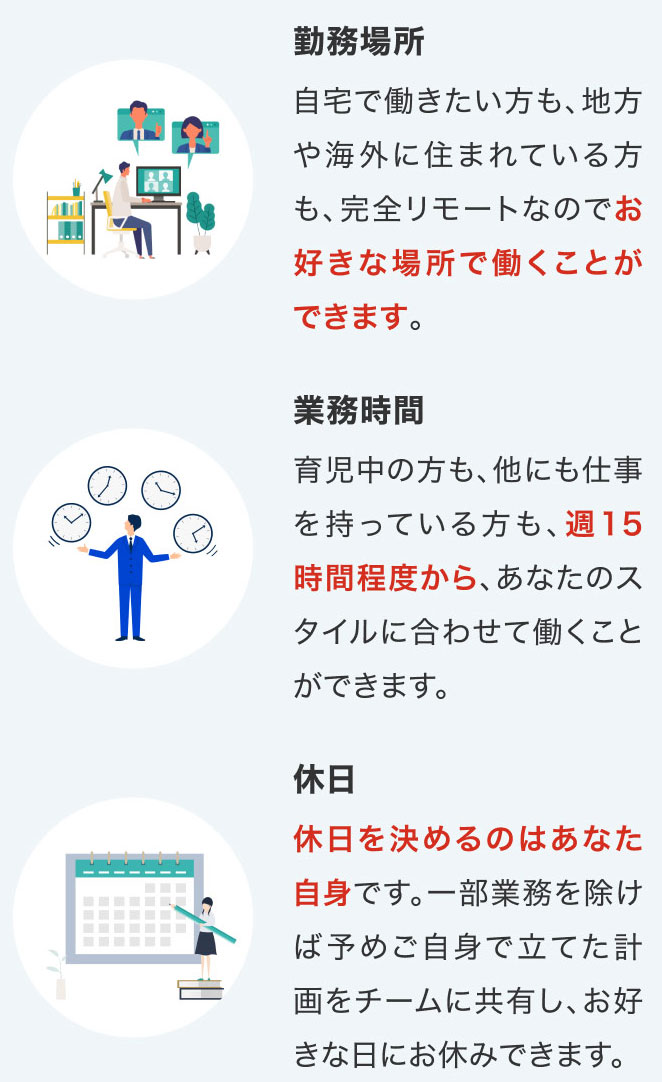 勤務場所
自宅で働きたい方も、地方
や海外に住まれている方
も、完全リモートなのでお
好きな場所で働くことが
できます。
業務時間
育児中の方も、他にも仕事
を持っている方も、週15
時間程度から、あなたのス
タイルに合わせて働くこと
ができます。
休日
休日を決めるのはあなた
自身です。一部業務を除け
ば予めご自身で立てた計
画をチームに共有し、お好
きな日にお休みできます。